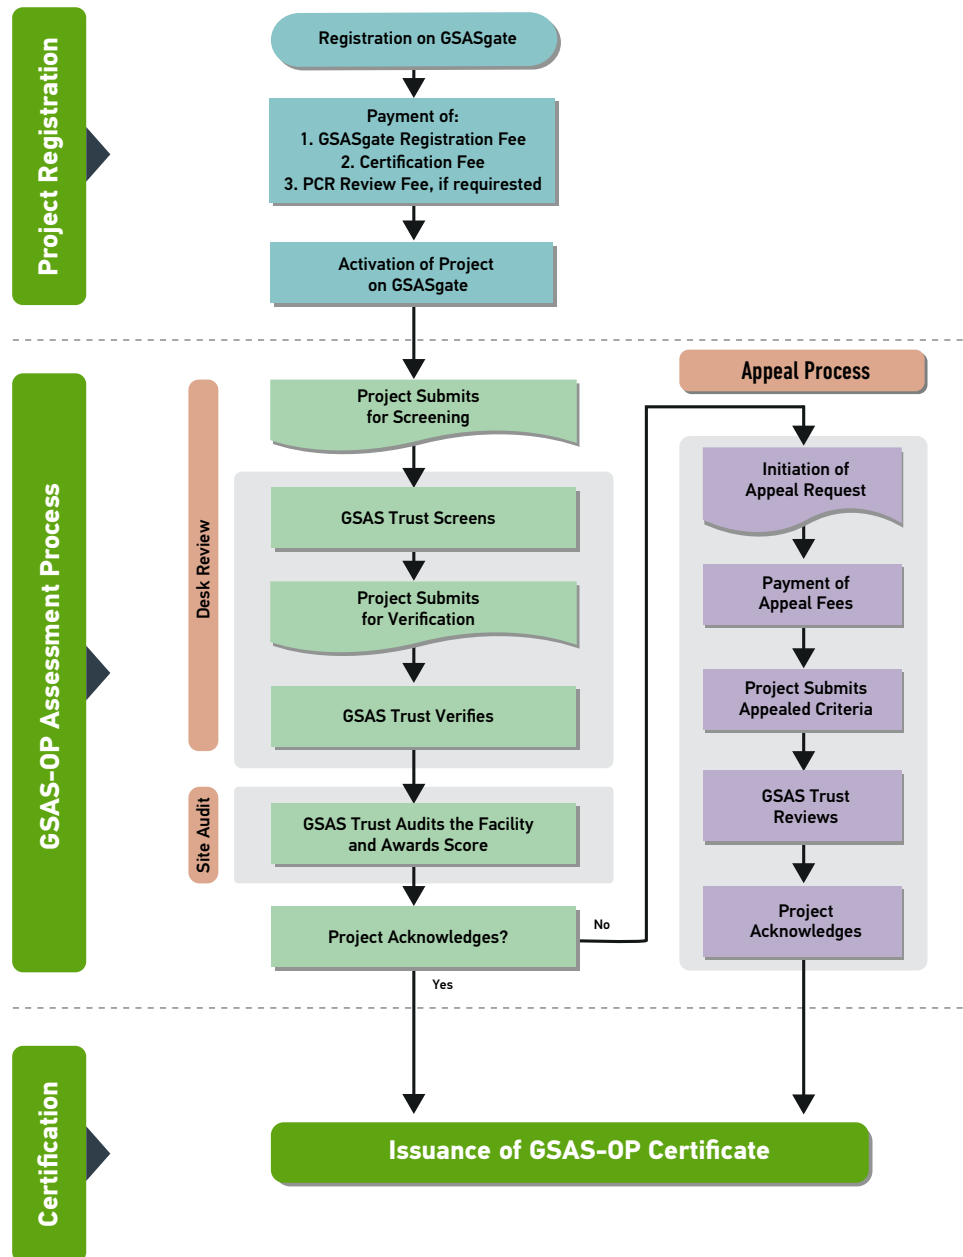 Project Registration
Registration on GSASgate
Payment of:
1. GSASgate Registration Fee
2. Certification Fee
3. PCR Review Fee, if requirested
Activation of Project
on GSASgate
GSAS-OP Assessment Process
Desk Review
Project Submits
for Screening
GSAS Trust Screens
Project Submits
for Verification
GSAS Trust Verifies
Site Audit
GSAS Trust Audits the Facility
and Awards Score
Project Acknowledges?
No
Yes
Appeal Process
Initiation of
Appeal Request
Payment of
Appeal Fees
Project Submits
Appealed Criteria
GSAS Trust
Reviews
Project
Acknowledges
Certification
Issuance of GSAS-OP Certificate